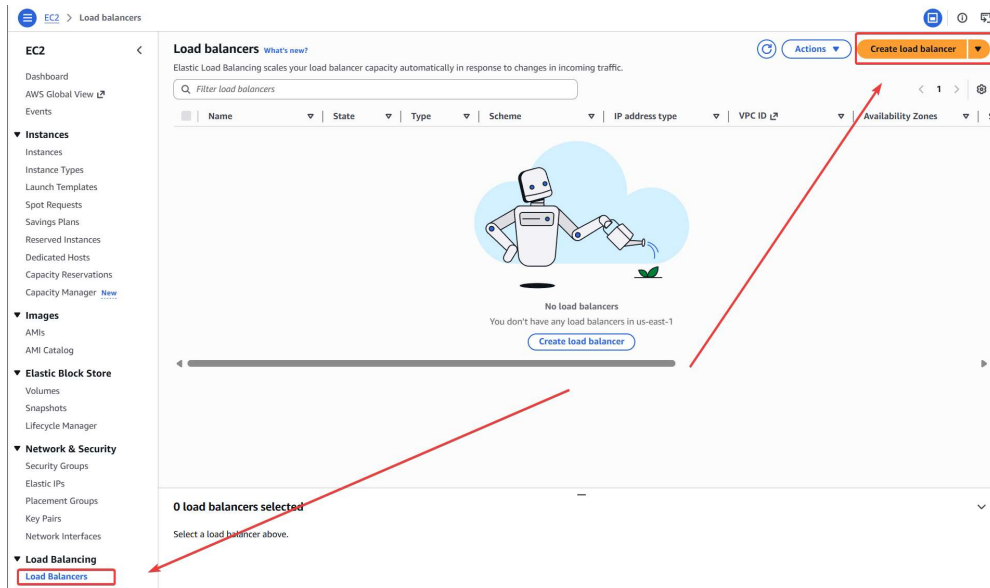 EC2 > Load balancers
EC2
Dashboard
AWS Global View
Events
Instances
Instances
Instance Types
Launch Templates
Spot Requests
Savings Plans
Reserved Instances
Dedicated Hosts
Capacity Reservations
Capacity Manager New
Images
AMIs
AMI Catalog
Elastic Block Store
Volumes
Snapshots
Lifecycle Manager
Network & Security
Security Groups
Elastic IPs
Placement Groups
Key Pairs
Network Interfaces
Load Balancing
Load Balancers
Load balancers What's new?
Actions
Create load balancer
Elastic Load Balancing scales your load balancer capacity automatically in response to changes in incoming traffic.
Filter load balancers
< 1 >
Name | State | Type | Scheme | IP address type | VPC ID | Availability Zones
No load balancers
You don't have any load balancers in us-east-1
Create load balancer
0 load balancers selected
Select a load balancer above.